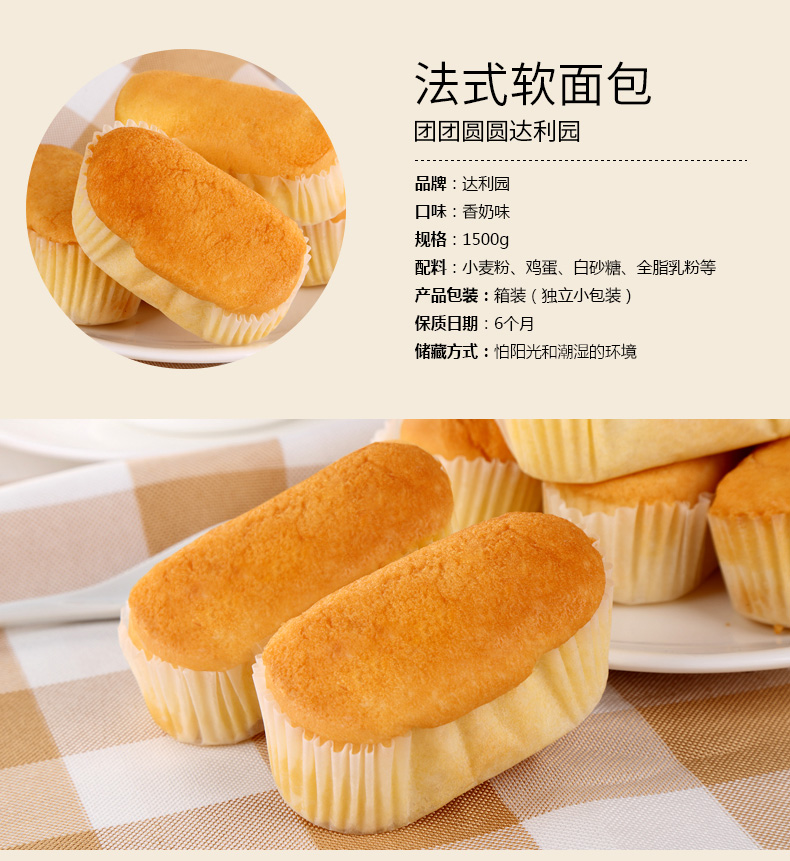 法式软面包
团团圆圆达利园
品牌：达利园
口味：香奶味
规格：1500g
配料：小麦粉、鸡蛋、白砂糖、全脂乳粉等
产品包装：箱装（独立小包装）
保质日期：6个月
储藏方式：怕阳光和潮湿的环境